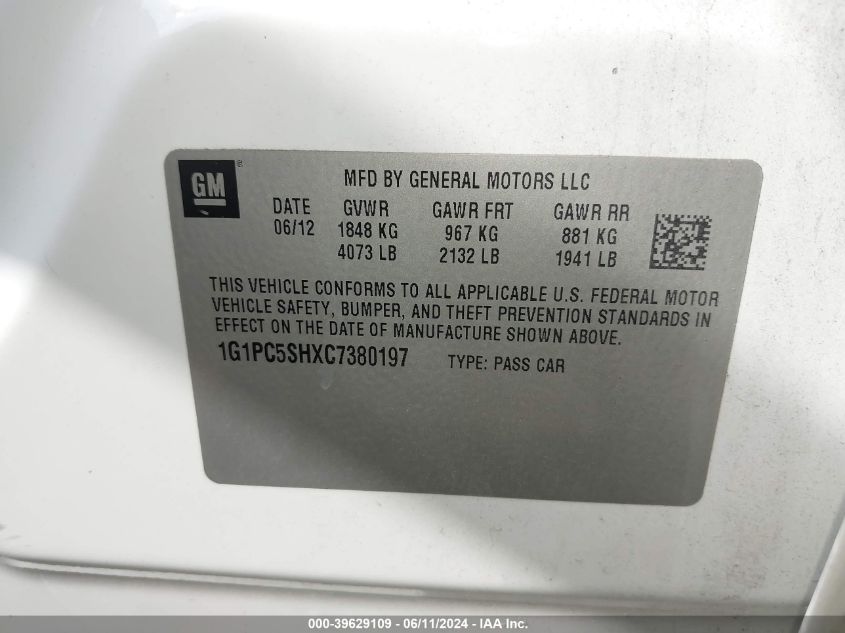 GM®
MFD BY GENERAL MOTORS LLC
DATE GVWR GAWR FRT GAWR RR
06/12 1848 KG 967 KG 881 KG
4073 LB 2132 LB 1941 LB
THIS VEHICLE CONFORMS TO ALL APPLICABLE U.S. FEDERAL MOTOR
VEHICLE SAFETY, BUMPER, AND THEFT PREVENTION STANDARDS IN
EFFECT ON THE DATE OF MANUFACTURE SHOWN ABOVE.
1G1PC5SHXC7380197 TYPE: PASS CAR
000-39629109 - 06/11/2024 - IAA Inc.